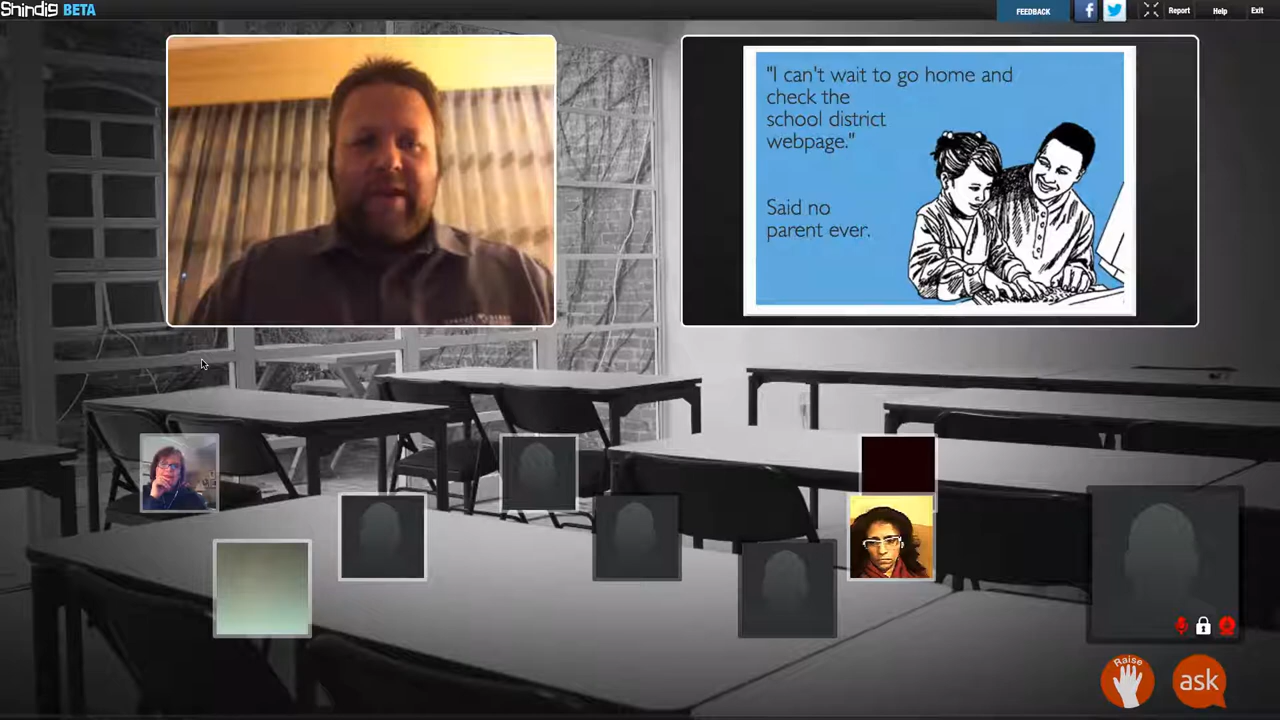 Shindig BETA
FEEDBACK
Report
Help
Exit
"I can't wait to go home and
check the
school district
webpage."
Said no
parent ever.
Raise
ask